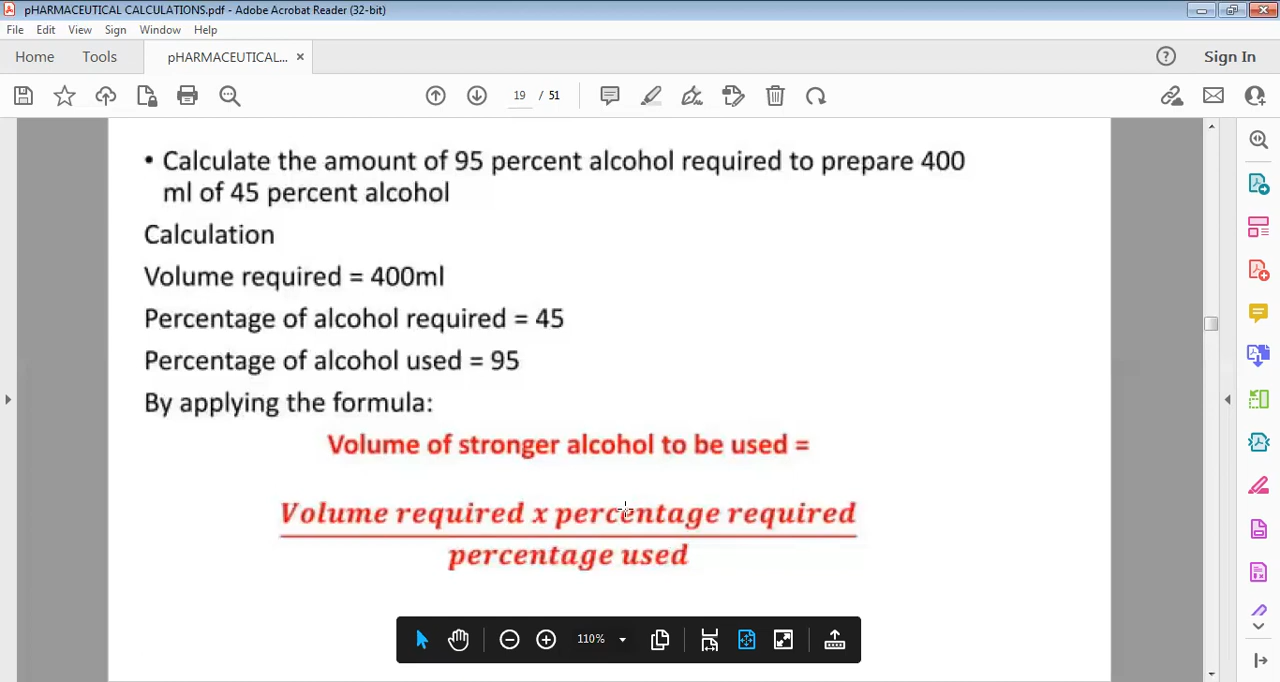 pHARMACEUTICAL CALCULATIONS.pdf - Adobe Acrobat Reader (32-bit)
File Edit View Sign Window Help
Home Tools pHARMACEUTICAL... × Sign In
19 / 51
• Calculate the amount of 95 percent alcohol required to prepare 400
ml of 45 percent alcohol
Calculation
Volume required = 400ml
Percentage of alcohol required = 45
Percentage of alcohol used = 95
By applying the formula:
Volume of stronger alcohol to be used =
Volume required x percentage required
percentage used
110%